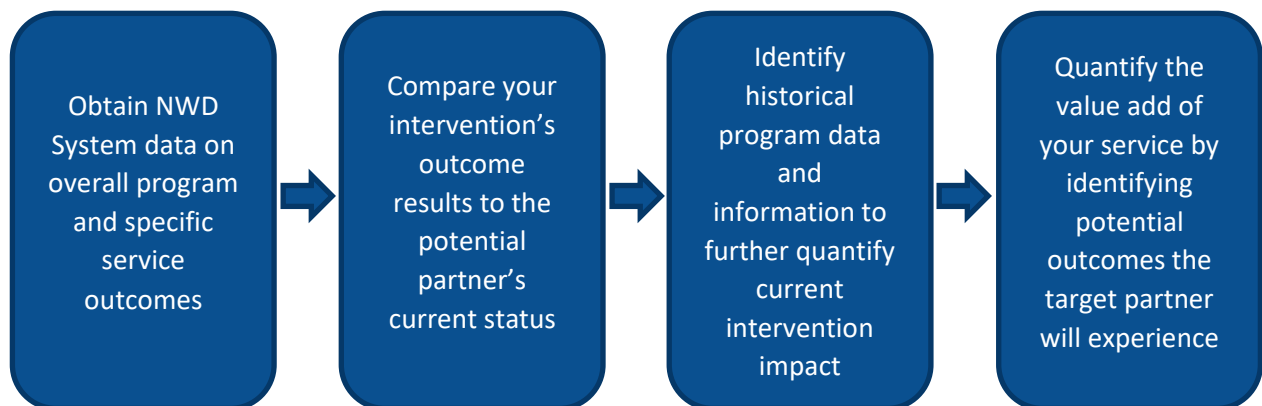 Obtain NWD
System data on
overall program
and specific
service
outcomes
Compare your
intervention’s
outcome
results to the
potential
partner’s
current status
Identify
historical
program data
and
information to
further quantify
current
intervention
impact
Quantify the
value add of
your service by
identifying
potential
outcomes the
target partner
will experience